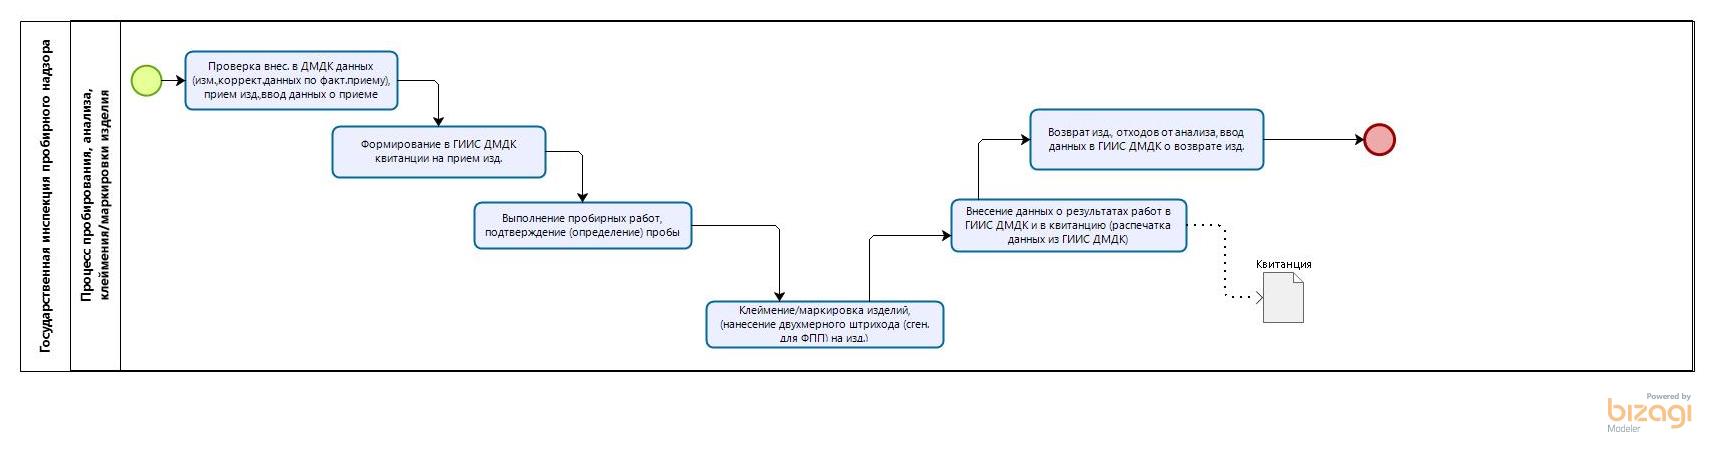 Государственная инспекция пробирного надзора
Процесс пробирования, анализа,
клеймения/маркировки изделия
Проверка внес. в ДМДК данных
(изм.,коррект.данных по факт.приему),
прием изд.,ввод данных о приеме
Формирование в ГИИС ДМДК
квитанции на прием изд.
Выполнение пробирных работ,
подтверждение (определение) пробы
Клеймение/маркировка изделий,
(нанесение двухмерного штрихода (сген.
для ФПП) на изд.)
Внесение данных о результатах работ в
ГИИС ДМДК и в квитанцию (распечатка
данных из ГИИС ДМДК)
Возврат изд., отходов от анализа, ввод
данных в ГИИС ДМДК о возврате изд.
Квитанция
Powered by
bizagi
Modeler